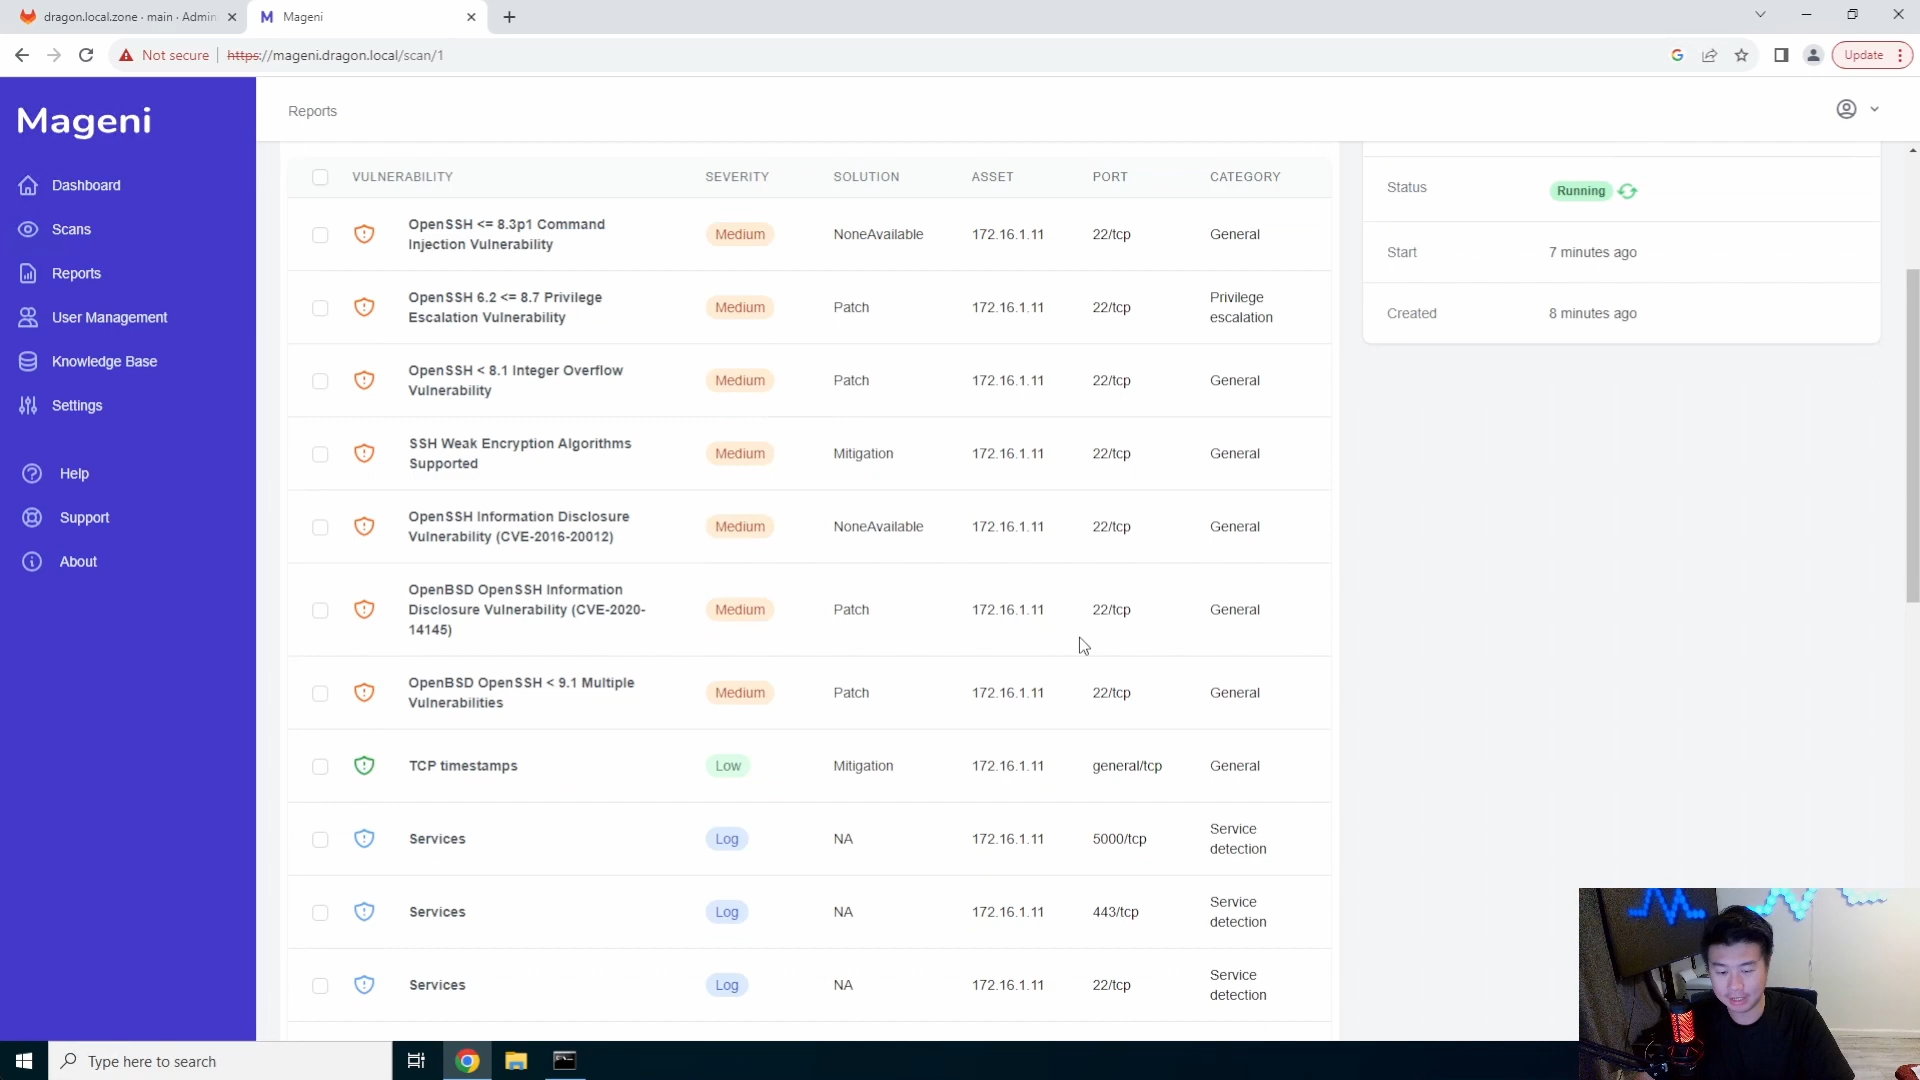 dragon.local.zone · main · Admin
Mageni
Not secure
https://mageni.dragon.local/scan/1
Update
Mageni
Dashboard
Scans
Reports
User Management
Knowledge Base
Settings
Help
Support
About
Reports
VULNERABILITY SEVERITY SOLUTION ASSET PORT CATEGORY
OpenSSH <= 8.3p1 Command
Injection Vulnerability
Medium NoneAvailable 172.16.1.11 22/tcp General
OpenSSH 6.2 <= 8.7 Privilege
Escalation Vulnerability
Medium Patch 172.16.1.11 22/tcp
Privilege
escalation
OpenSSH < 8.1 Integer Overflow
Vulnerability
Medium Patch 172.16.1.11 22/tcp General
SSH Weak Encryption Algorithms
Supported
Medium Mitigation 172.16.1.11 22/tcp General
OpenSSH Information Disclosure
Vulnerability (CVE-2016-20012)
Medium NoneAvailable 172.16.1.11 22/tcp General
OpenBSD OpenSSH Information
Disclosure Vulnerability (CVE-2020-
14145)
Medium Patch 172.16.1.11 22/tcp General
OpenBSD OpenSSH < 9.1 Multiple
Vulnerabilities
Medium Patch 172.16.1.11 22/tcp General
TCP timestamps Low Mitigation 172.16.1.11 general/tcp General
Services Log NA 172.16.1.11 5000/tcp
Service
detection
Services Log NA 172.16.1.11 443/tcp
Service
detection
Services Log NA 172.16.1.11 22/tcp
Service
detection
Status Running
Start 7 minutes ago
Created 8 minutes ago
Type here to search